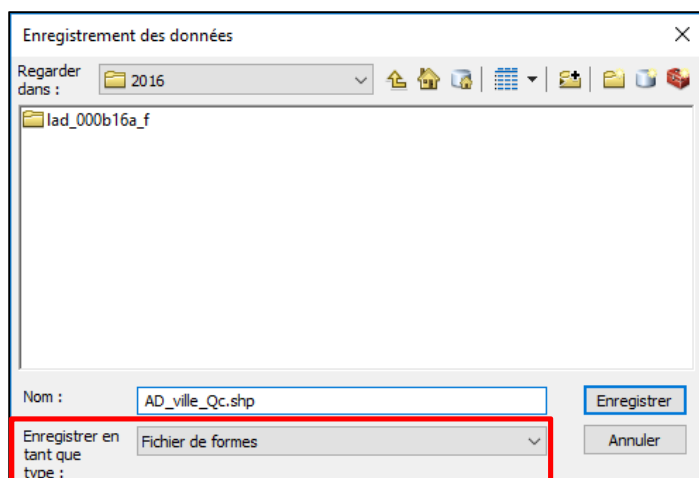 Enregistrement des données
Regarder
dans :
2016
lad_000b16a_f
Nom :
AD_ville_Qc.shp
Enregistrer
Enregistrer en
tant que
type :
Fichier de formes
Annuler